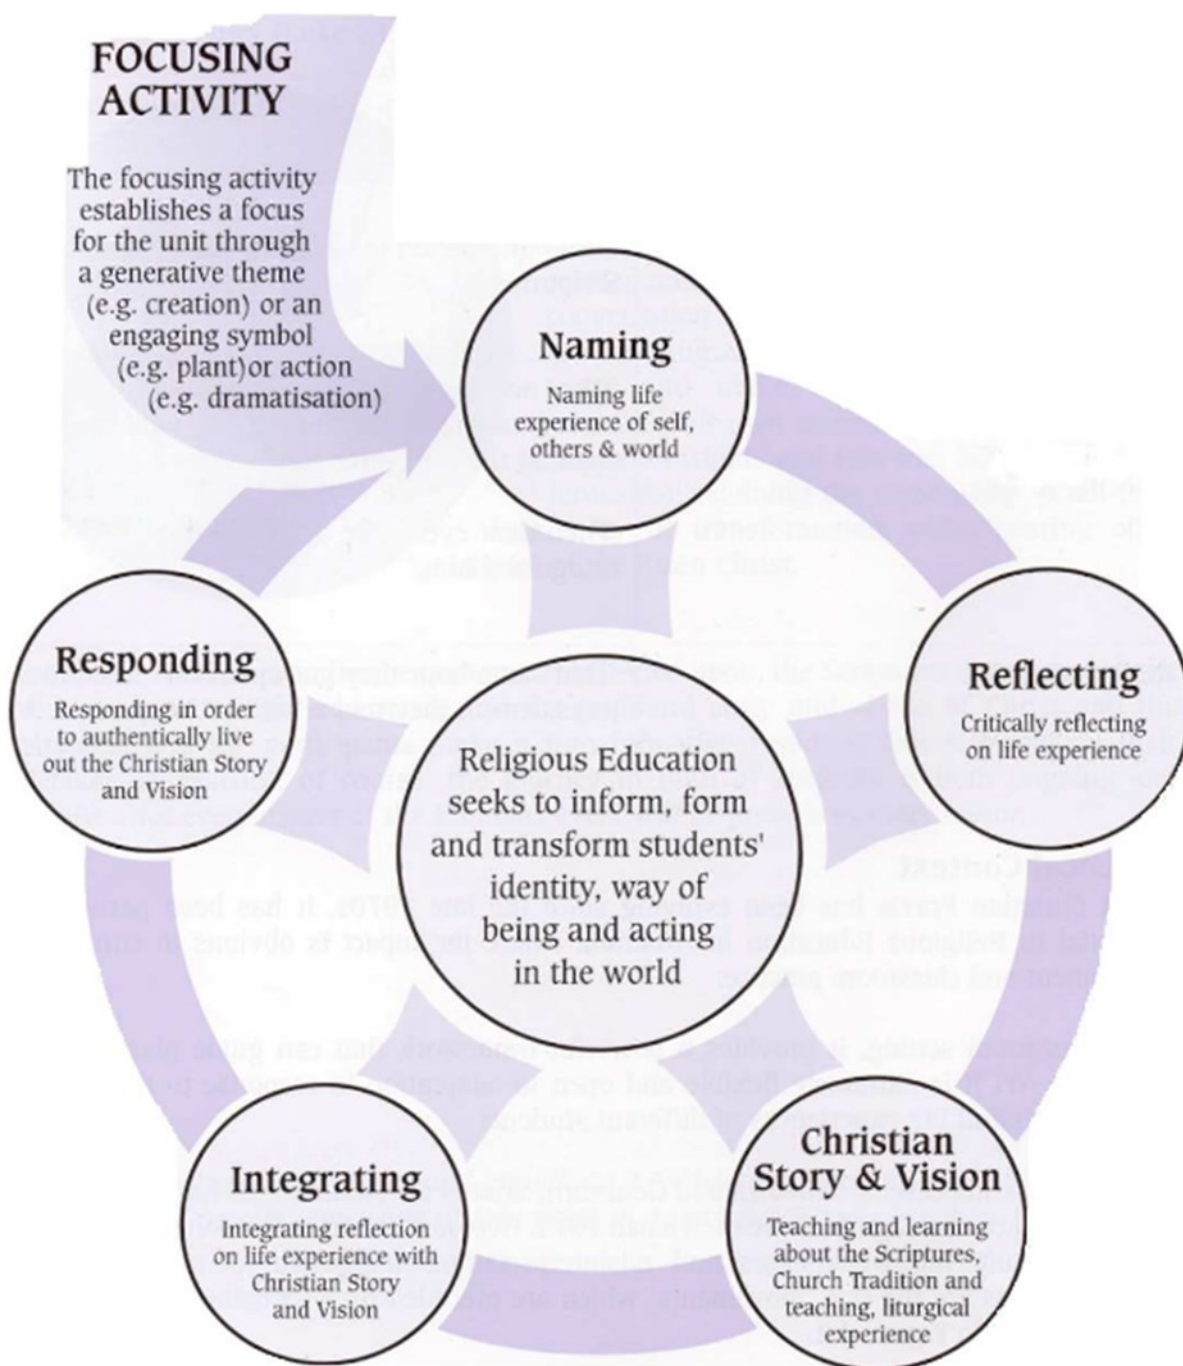 FOCUSING
ACTIVITY
The focusing activity
establishes a focus
for the unit through
a generative theme
(e.g. creation) or an
engaging symbol
(e.g. plant)or action
(e.g. dramatisation)
Naming
Naming life
experience of self,
others & world
Reflecting
Critically reflecting
on life experience
Christian
Story & Vision
Teaching and learning
about the Scriptures,
Church Tradition and
teaching, liturgical
experience
Integrating
Integrating reflection
on life experience with
Christian Story
and Vision
Responding
Responding in order
to authentically live
out the Christian Story
and Vision
Religious Education
seeks to inform, form
and transform students'
identity, way of
being and acting
in the world